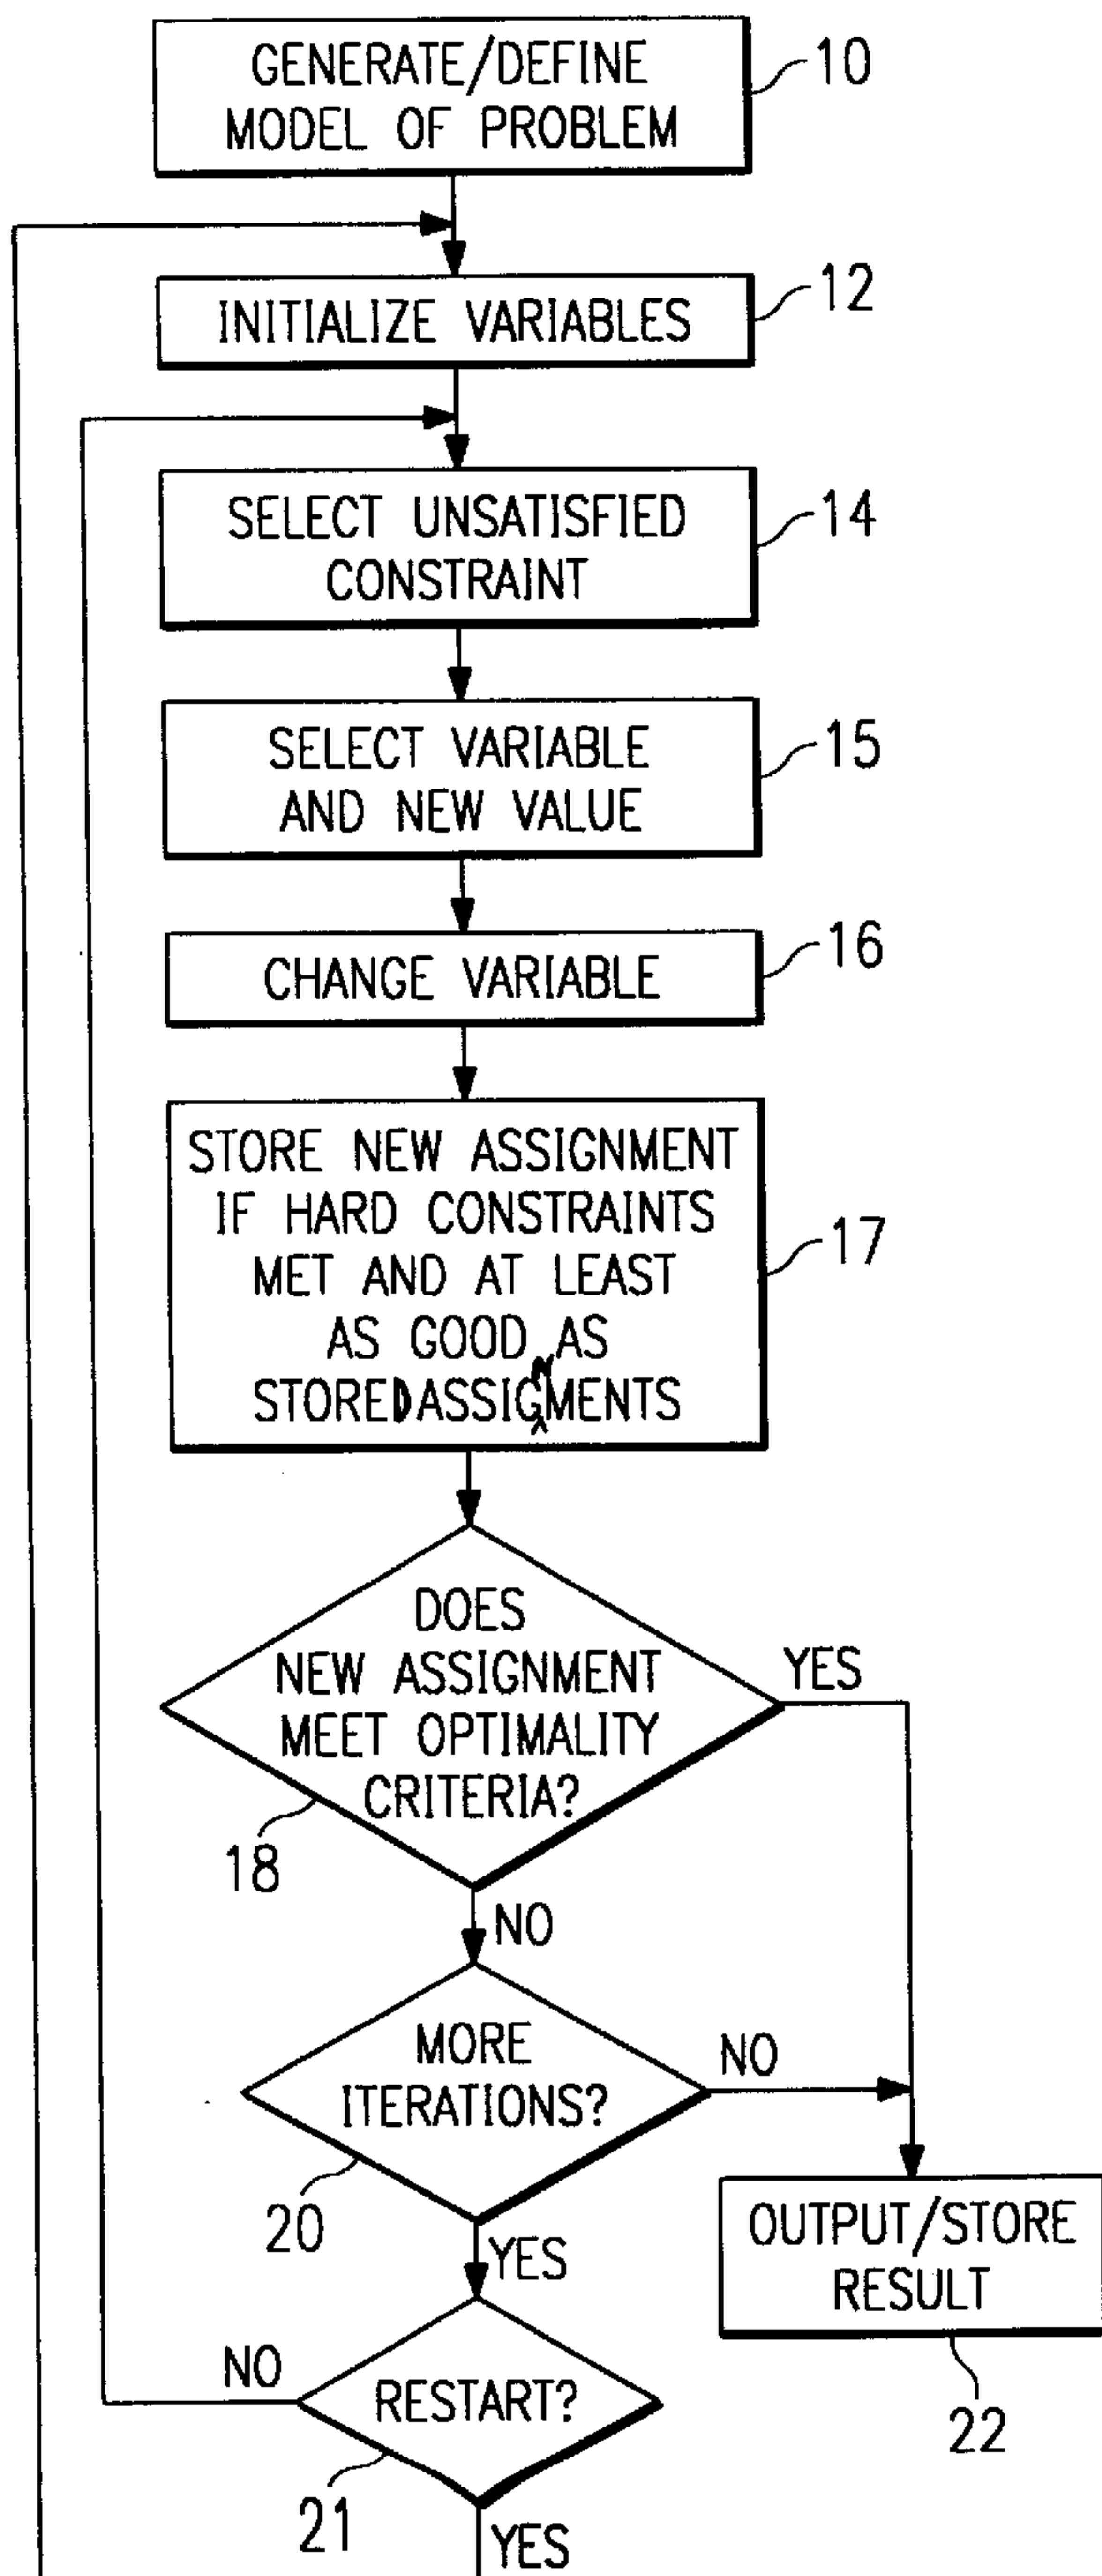 GENERATE/DEFINE
MODEL OF PROBLEM
10
INITIALIZE VARIABLES
12
SELECT UNSATISFIED
CONSTRAINT
14
SELECT VARIABLE
AND NEW VALUE
15
CHANGE VARIABLE
16
STORE NEW ASSIGNMENT
IF HARD CONSTRAINTS
MET AND AT LEAST
AS GOOD AS
STORED ASSIGNMENTS
17
DOES
NEW ASSIGNMENT
MEET OPTIMALITY
CRITERIA?
18
YES
NO
MORE
ITERATIONS?
20
NO
YES
OUTPUT/STORE
RESULT
22
RESTART?
21
NO
YES